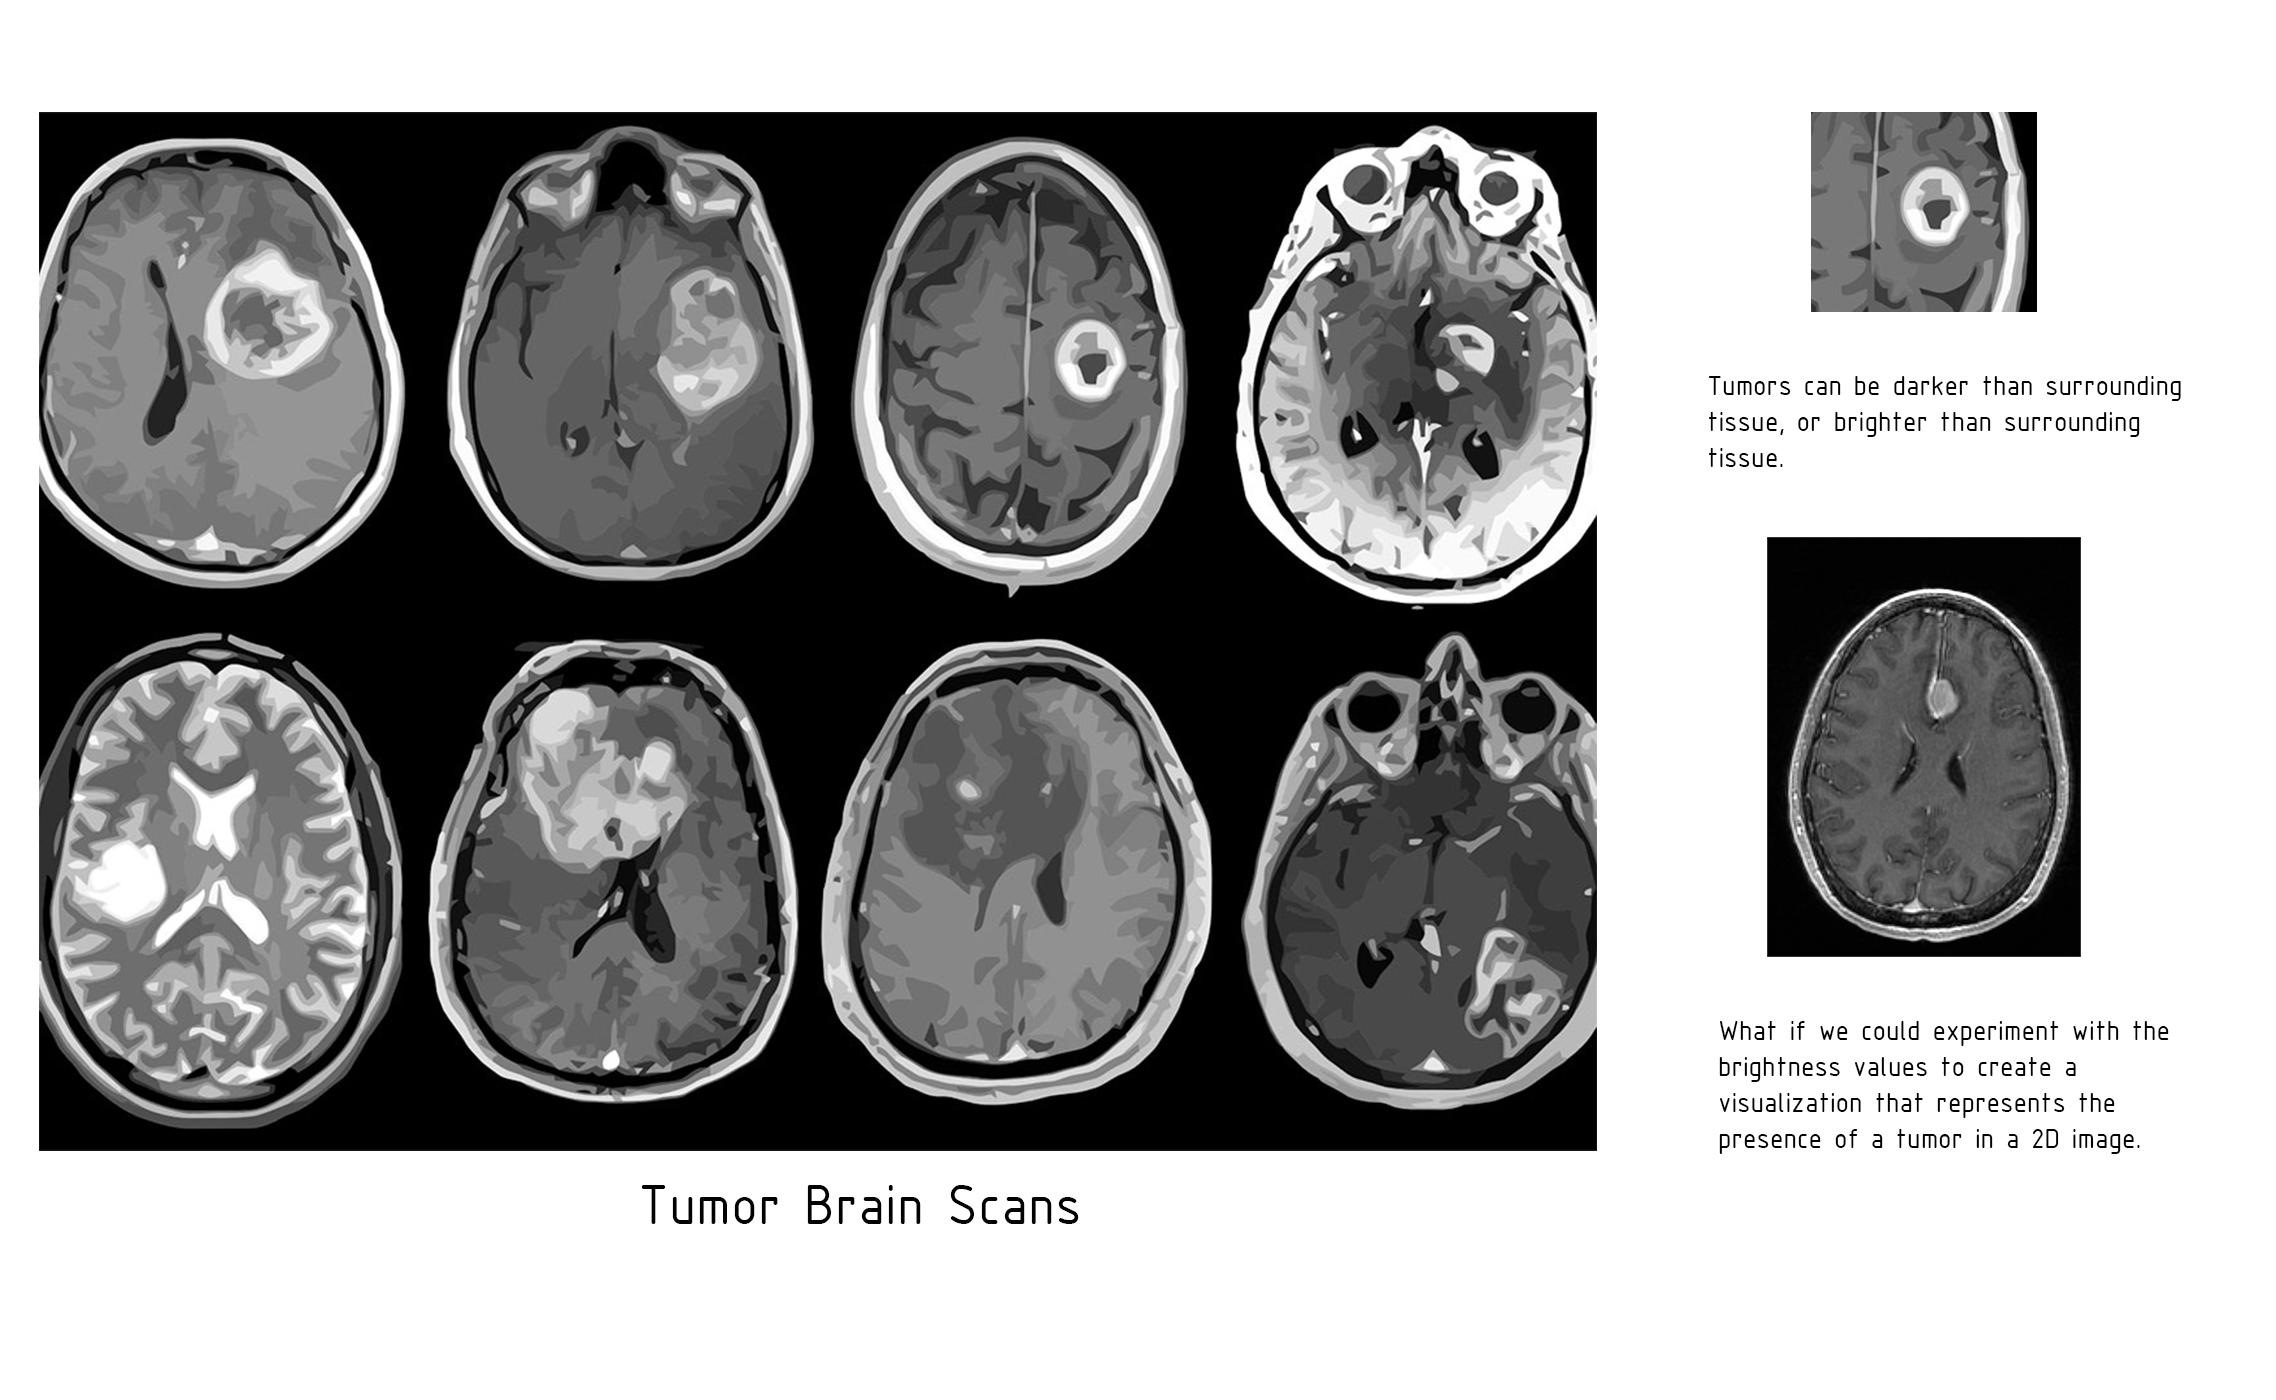 Tumors can be darker than surrounding
tissue, or brighter than surrounding
tissue.
What if we could experiment with the
brightness values to create a
visualization that represents the
presence of a tumor in a 2D image.
Tumor Brain Scans